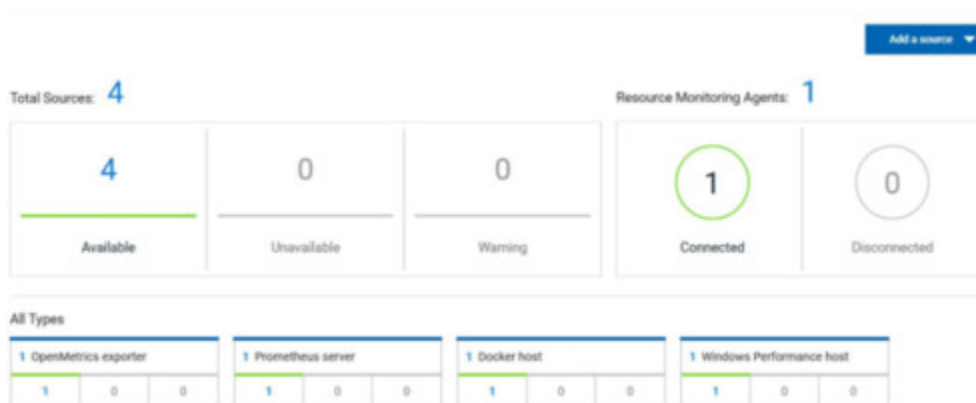 Add a source
Total Sources: 4
Resource Monitoring Agents: 1
4 0 0
Available Unavailable Warning
1 0
Connected Disconnected
All Types
1 OpenMetrics exporter
1 0 0
1 Prometheus server
1 0 0
1 Docker host
1 0 0
1 Windows Performance host
1 0 0